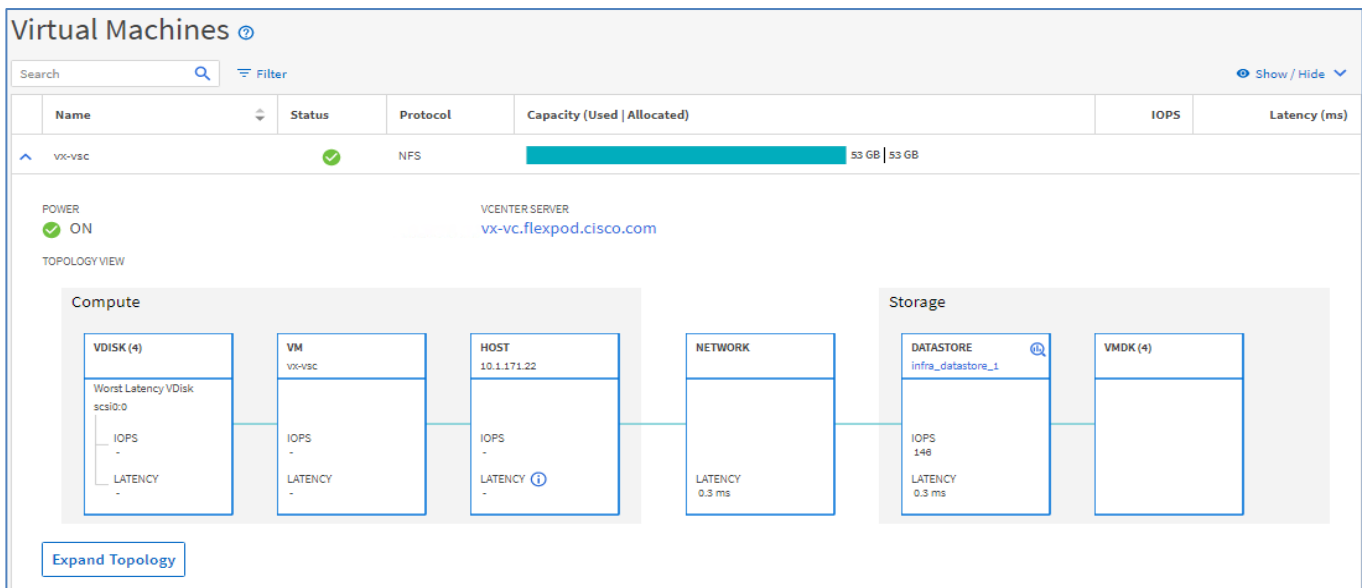 Virtual Machines
Search Filter Show / Hide
Name Status Protocol Capacity (Used | Allocated) IOPS Latency (ms)
vx-vsc NFS 53 GB 53 GB
POWER VCENTER SERVER
ON vx-vc.flexpod.cisco.com
TOPOLOGY VIEW
Compute Storage
VDISK (4) VM HOST NETWORK DATASTORE VMDK (4)
vx-vsc 10.1.171.22 infra_datastore_1
Worst Latency VDisk
scsi0:0
IOPS IOPS IOPS IOPS
- - - 146
LATENCY LATENCY LATENCY LATENCY LATENCY
- - - 0.3 ms 0.3 ms
Expand Topology